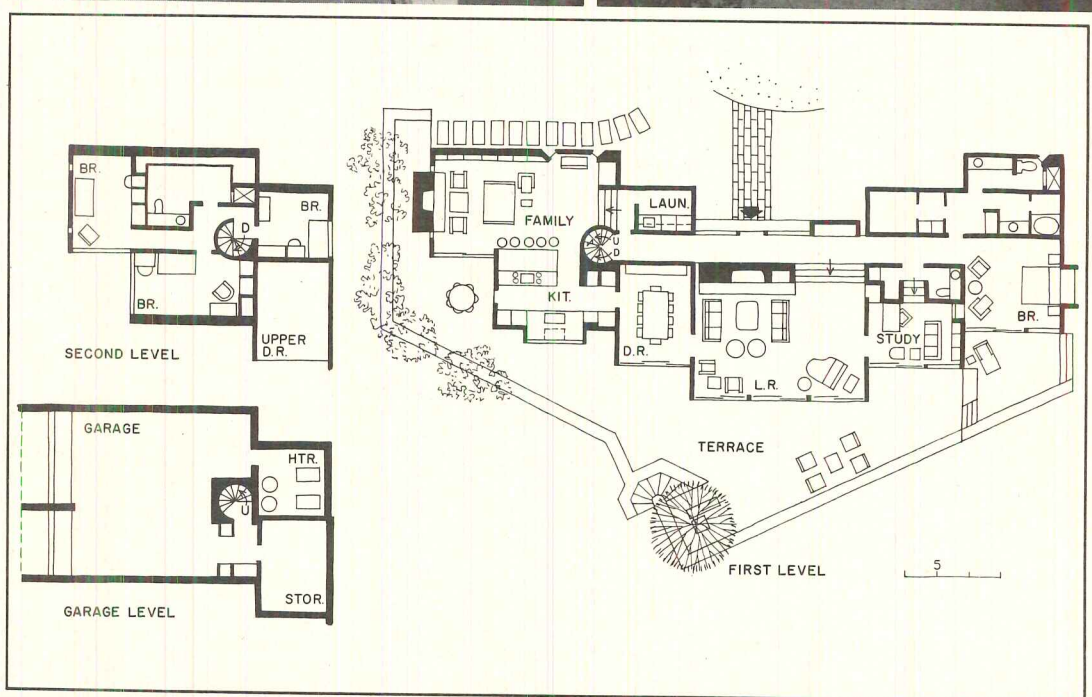 BR.
D
BR.
BR.
UPPER
D.R.
SECOND LEVEL
GARAGE
HTR.
U
STOR.
GARAGE LEVEL
FAMILY
LAUN.
U
D
KIT.
D.R.
L.R.
STUDY
BR.
TERRACE
FIRST LEVEL
5